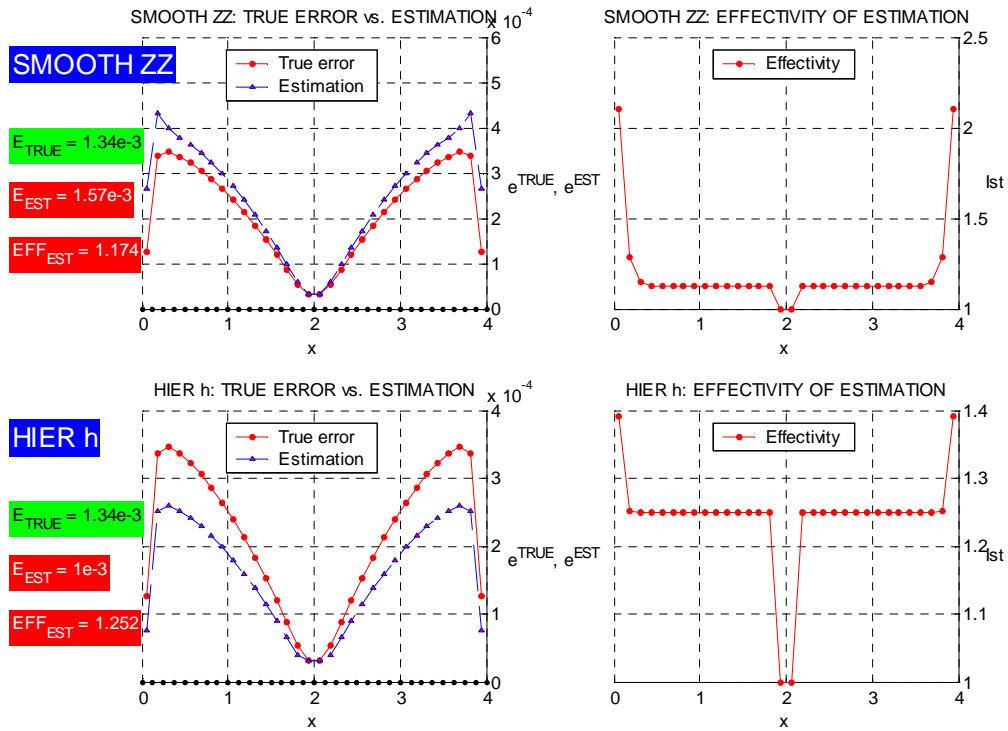 SMOOTH ZZ: TRUE ERROR vs. ESTIMATION
x 10^-4
SMOOTH ZZ
E_TRUE = 1.34e-3
E_EST = 1.57e-3
EFF_EST = 1.174
True error
Estimation
6
5
4
3
2
1
0
e^TRUE, e^EST
0 1 2 3 4
x
SMOOTH ZZ: EFFECTIVITY OF ESTIMATION
Effectivity
2.5
2
1.5
1
Ist
0 1 2 3 4
x
HIER h: TRUE ERROR vs. ESTIMATION
x 10^-4
HIER h
E_TRUE = 1.34e-3
E_EST = 1e-3
EFF_EST = 1.252
True error
Estimation
4
3
2
1
0
e^TRUE, e^EST
0 1 2 3 4
x
HIER h: EFFECTIVITY OF ESTIMATION
Effectivity
1.4
1.3
1.2
1.1
1
Ist
0 1 2 3 4
x